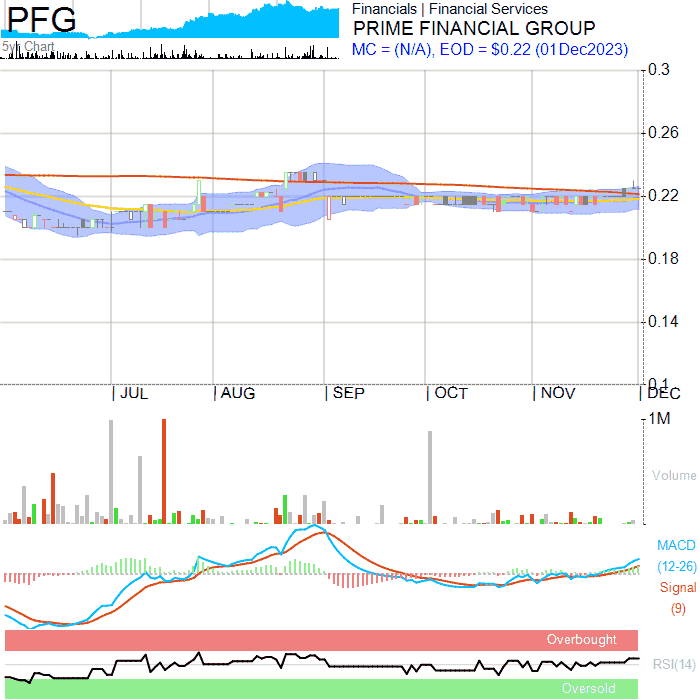 PFG
5yr Chart
Financials | Financial Services
PRIME FINANCIAL GROUP
MC = (N/A), EOD = $0.22 (01Dec2023)
0.3
0.26
0.22
0.18
0.14
0.1
JUL AUG SEP OCT NOV DEC
1M
Volume
MACD
(12-26)
Signal
(9)
Overbought
RSI(14)
Oversold